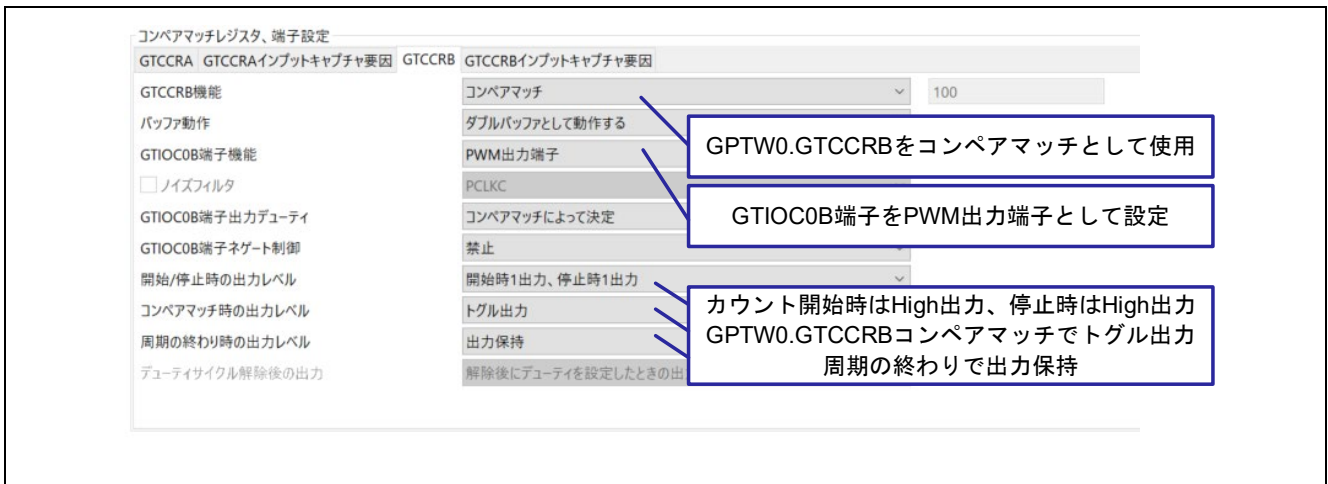 コンペアマッチレジスタ、端子設定
GTCCRA GTCCRAインプットキャプチャ要因 GTCCRB GTCCRBインプットキャプチャ要因
GTCCRB機能 コンペアマッチ 100
バッファ動作 ダブルバッファとして動作する
GPTW0.GTCCRBをコンペアマッチとして使用
GTIOC0B端子機能 PWM出力端子
ノイズフィルタ PCLKC
GTIOC0B端子をPWM出力端子として設定
GTIOC0B端子出力デューティ コンペアマッチによって決定
GTIOC0B端子ネゲート制御 禁止
開始/停止時の出力レベル 開始時1出力、停止時1出力
カウント開始時はHigh出力、停止時はHigh出力
コンペアマッチ時の出力レベル トグル出力
GPTW0.GTCCRBコンペアマッチでトグル出力
周期の終わり時の出力レベル 出力保持
周期の終わりで出力保持
デューティサイクル解除後の出力 解除後にデューティを設定したときの出